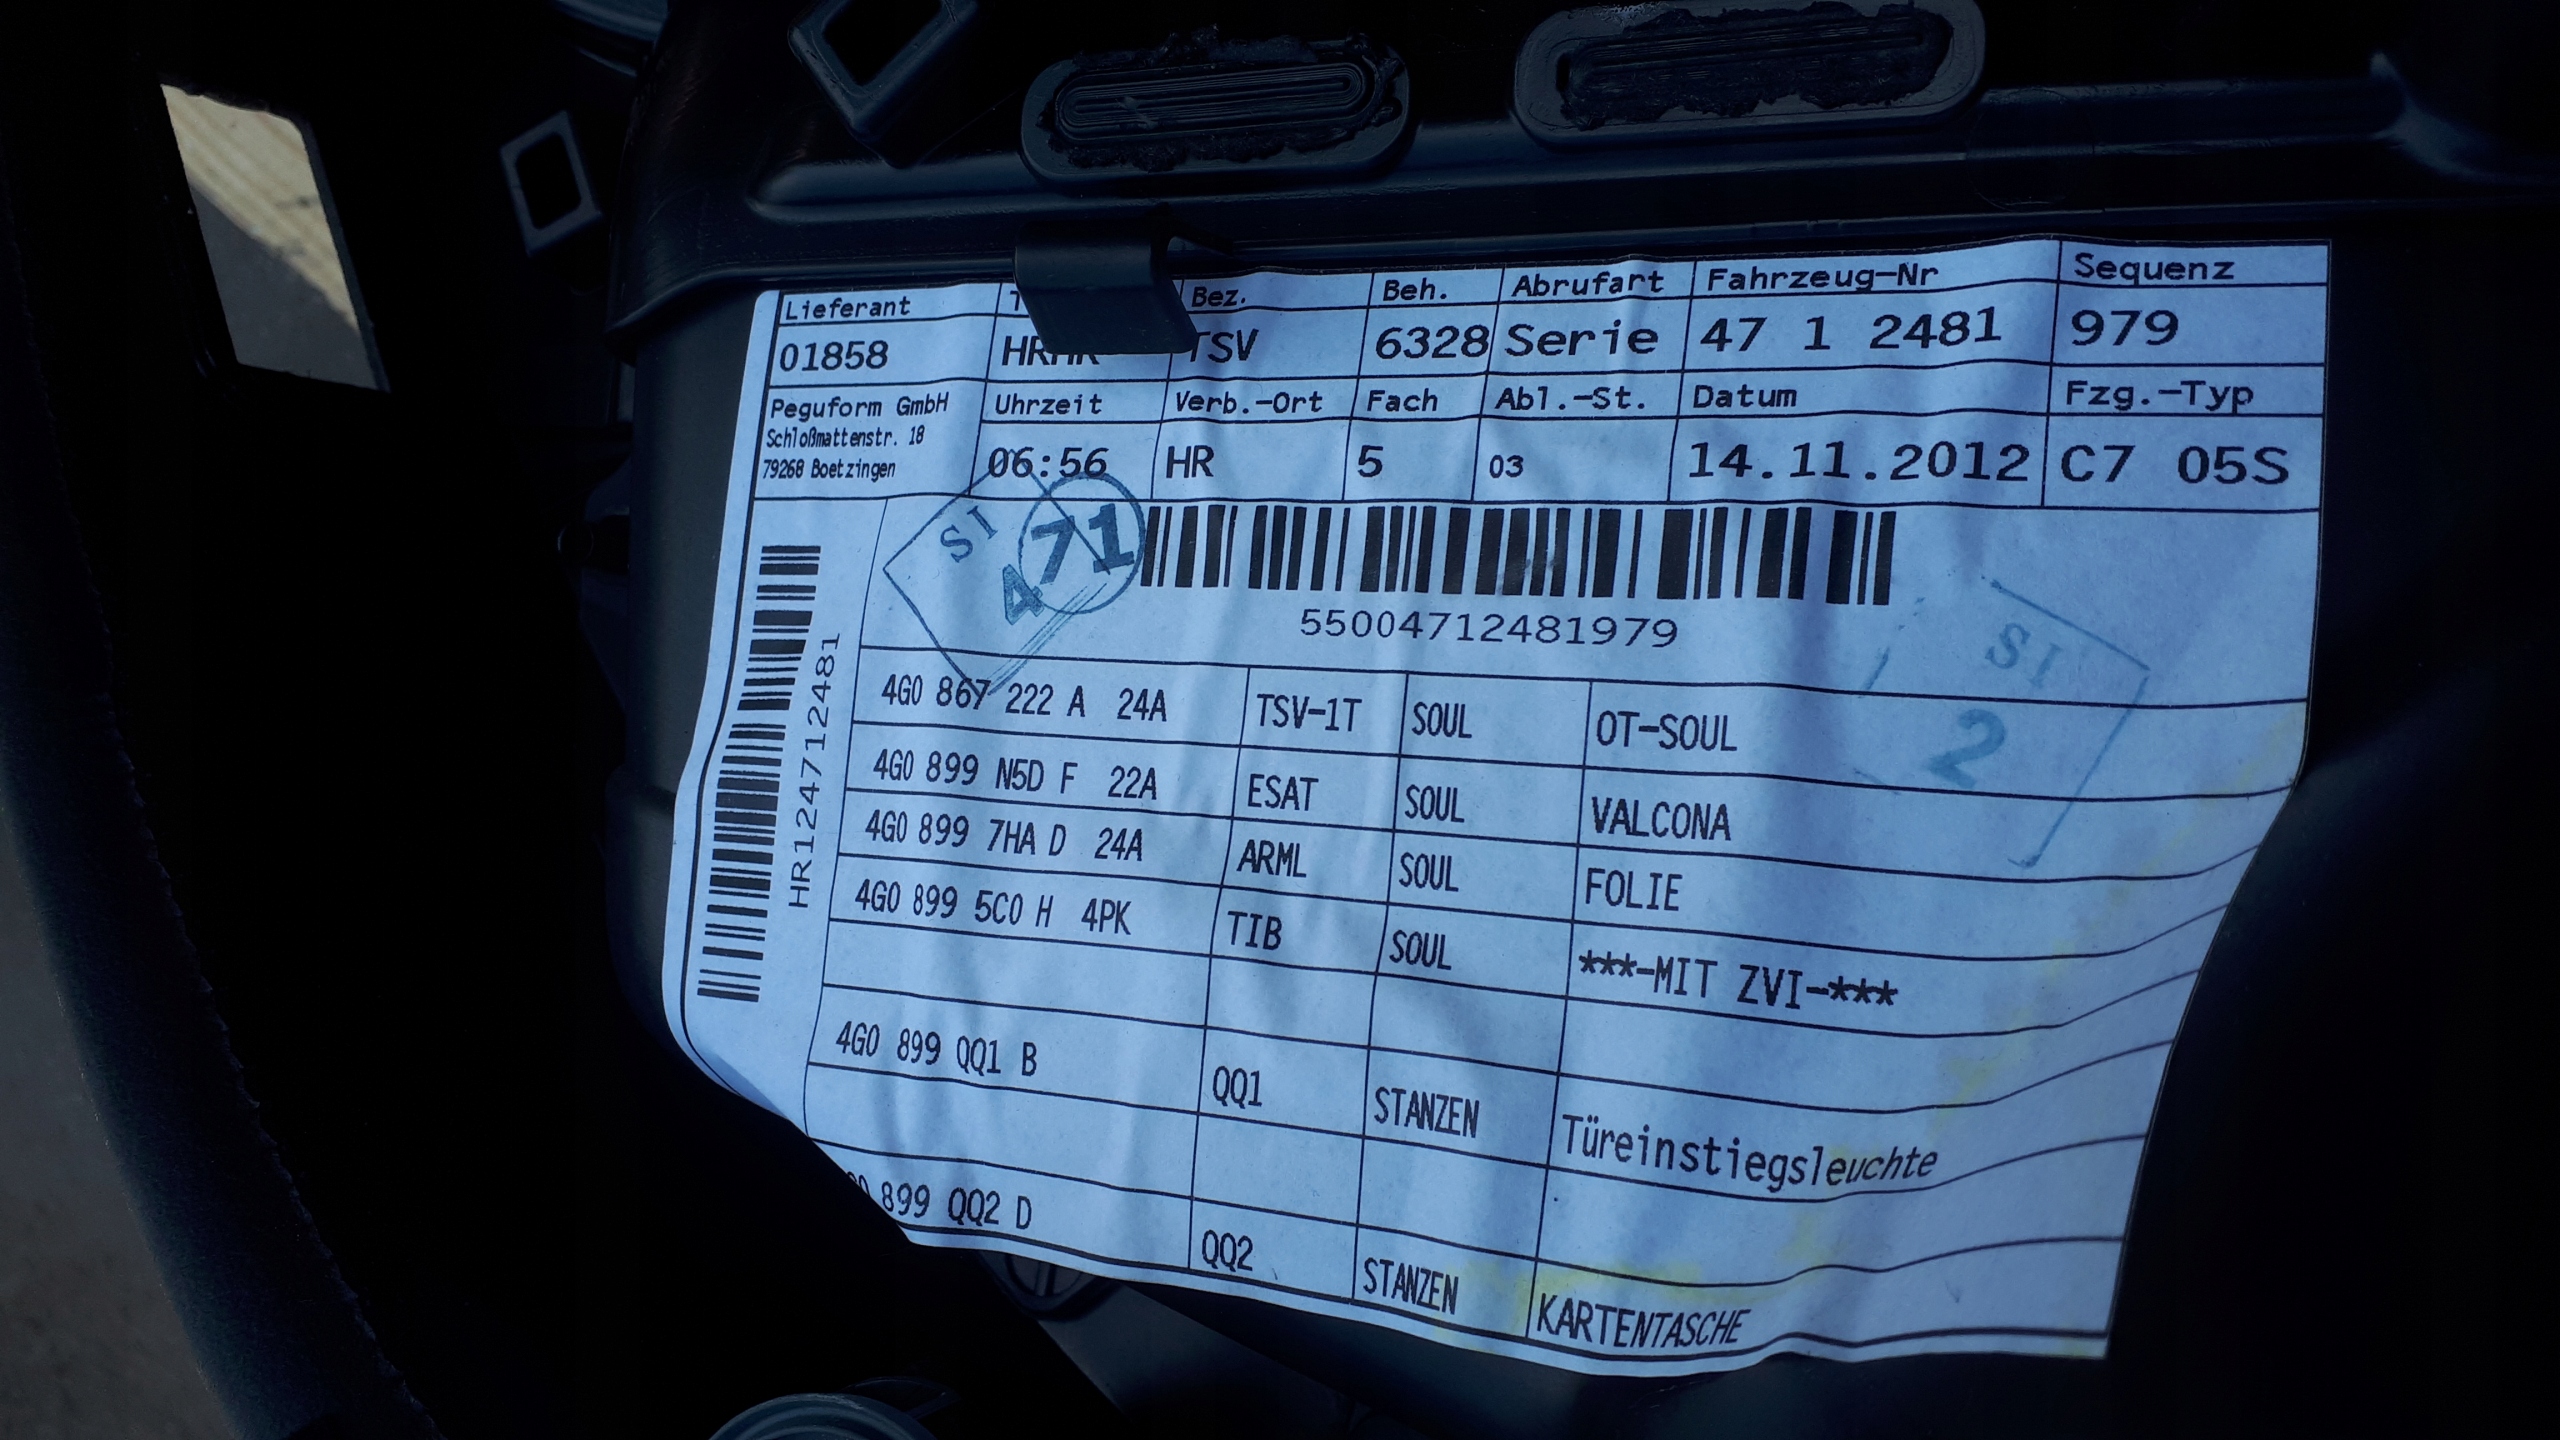 Lieferant Bez. Beh. Abrufart Fahrzeug-Nr Sequenz
01858 HRHR TSV 6328 Serie 47 1 2481 979
Peguform GmbH Uhrzeit Verb.-Ort Fach Abl.-St. Datum Fzg.-Typ
Schloßmattenstr. 18
79268 Boetzingen 06:56 HR 5 03 14.11.2012 C7 05S
SI 71
4
55004712481979
HR124712481
SI
2
4G0 867 222 A 24A TSV-1T SOUL OT-SOUL
4G0 899 N5D F 22A ESAT SOUL VALCONA
4G0 899 7HA D 24A ARML SOUL FOLIE
4G0 899 5C0 H 4PK TIB SOUL ***-MIT ZVI-***
4G0 899 QQ1 B QQ1 STANZEN Türeinstiegsleuchte
899 QQ2 D QQ2 STANZEN KARTENTASCHE